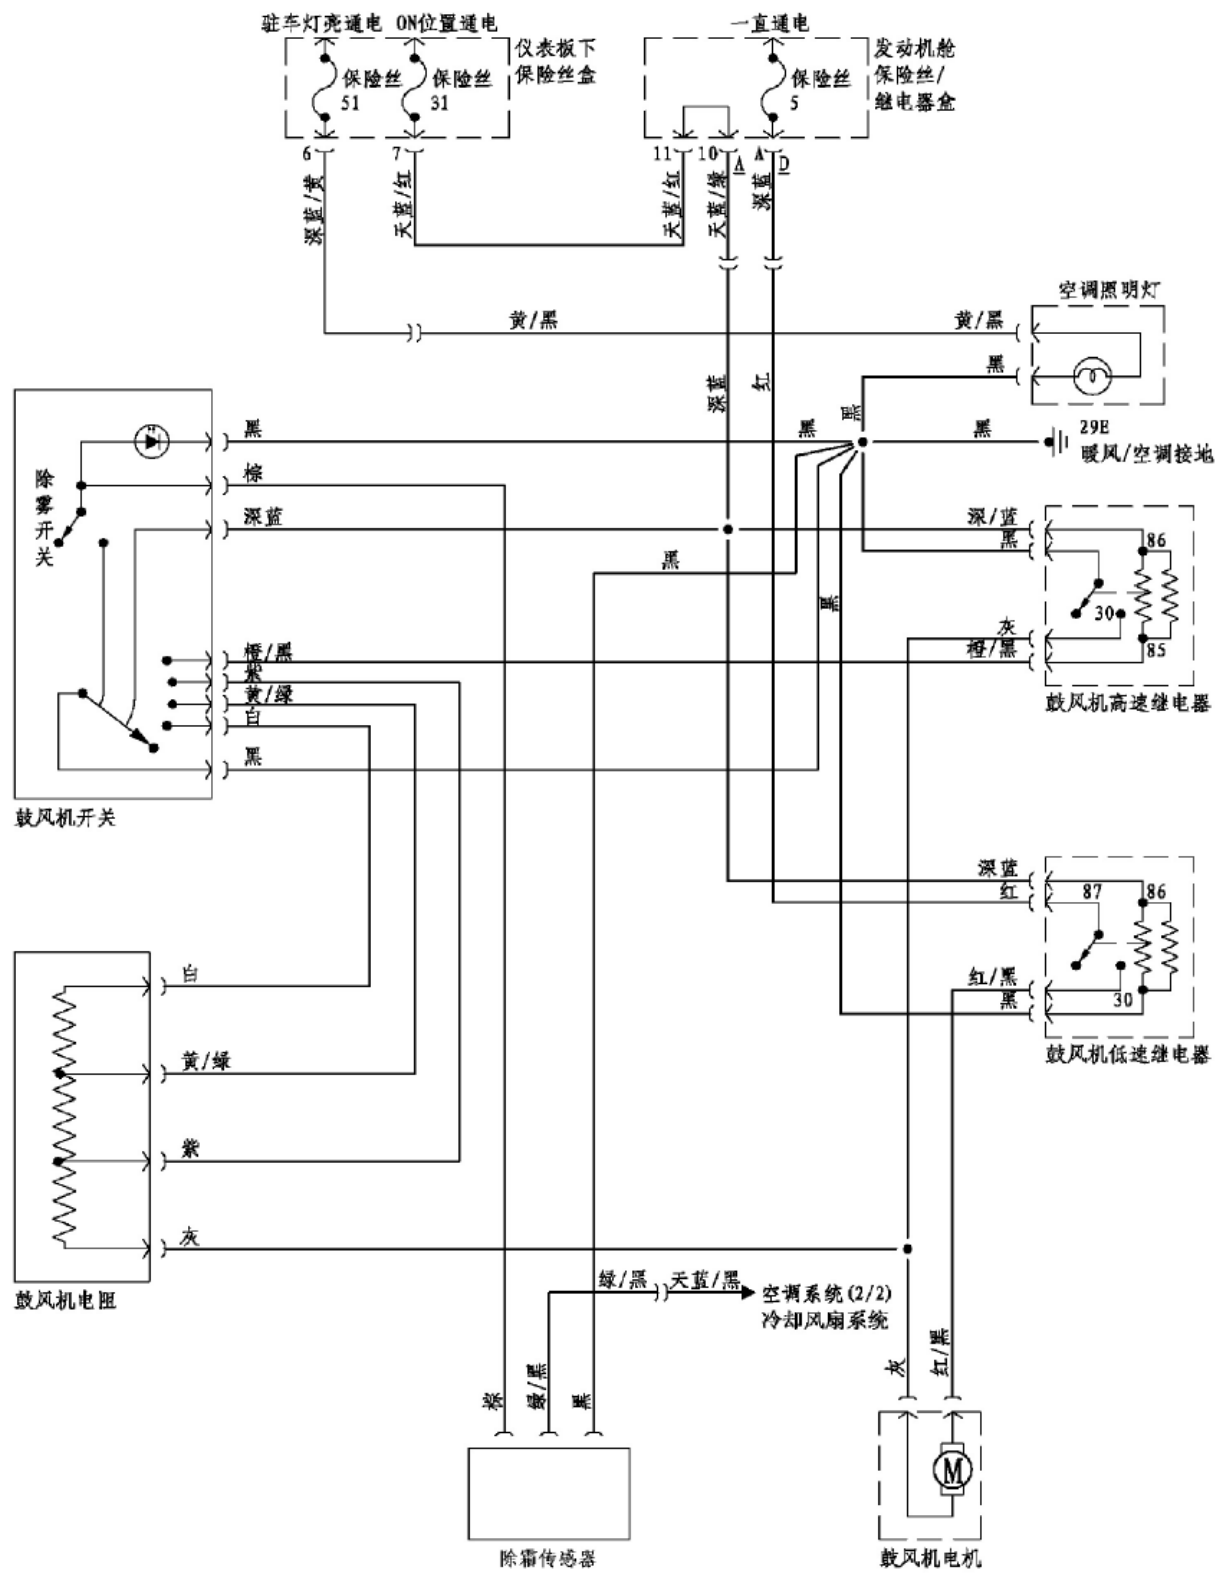 驻车灯亮通电 ON位置通电
一直通电
仪表板下
保险丝盒
保险丝
51
保险丝
31
保险丝
5
发动机舱
保险丝/
继电器盒
6
7
11
10
A
A
D
深蓝/黄
天蓝/红
天蓝/红
天蓝/绿
深蓝
空调照明灯
黄/黑
黄/黑
黑
深蓝
红
黑
黑
黑
黑
29E
暖风/空调接地
除雾开关
棕
深蓝
深/蓝
黑
86
黑
黑
30
灰
橙/黑
85
橙/黑
紫
黄/绿
白
黑
鼓风机高速继电器
鼓风机开关
深蓝
红
87
86
红/黑
黑
30
鼓风机低速继电器
白
黄/绿
紫
灰
鼓风机电阻
绿/黑
天蓝/黑
空调系统(2/2)
冷却风扇系统
棕
绿/黑
黑
灰
红/黑
M
除霜传感器
鼓风机电机